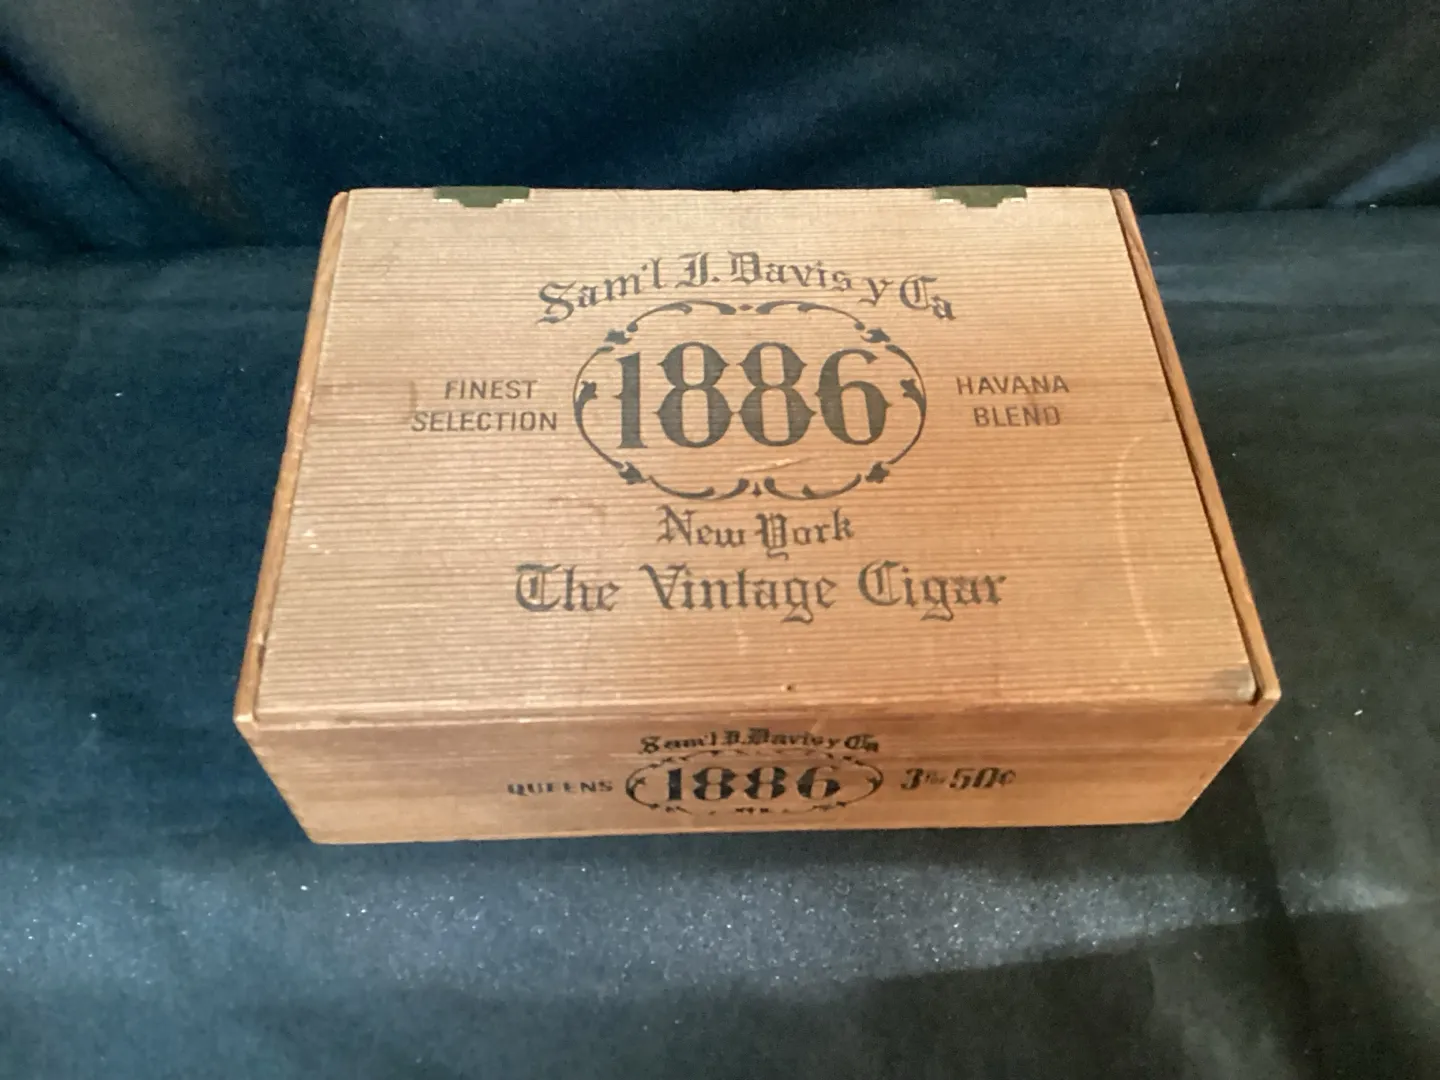 Sam'l I. Davis y Ca
1886
FINEST
SELECTION
HAVANA
BLEND
New York
The Vintage Cigar
Sam'l I. Davis y Ca
QUEENS
1886
3 for 50¢